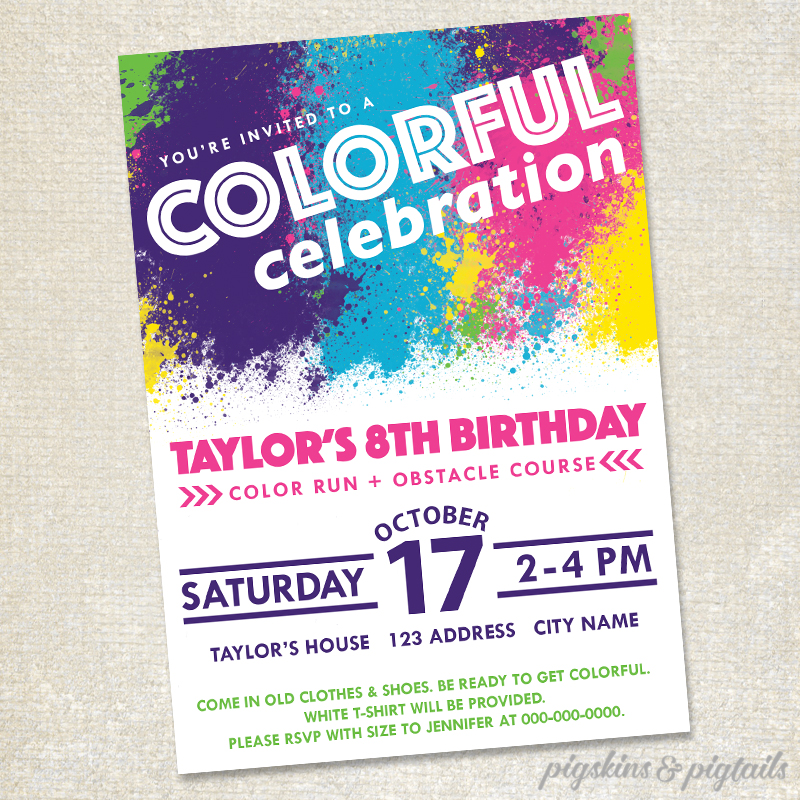 YOU'RE INVITED TO A
COLORFUL
celebration
TAYLOR'S 8TH BIRTHDAY
>>> COLOR RUN + OBSTACLE COURSE <<<
OCTOBER
SATURDAY 17 2-4 PM
TAYLOR'S HOUSE 123 ADDRESS CITY NAME
COME IN OLD CLOTHES & SHOES. BE READY TO GET COLORFUL.
WHITE T-SHIRT WILL BE PROVIDED.
PLEASE RSVP WITH SIZE TO JENNIFER AT 000-000-0000.
pigskins & pigtails